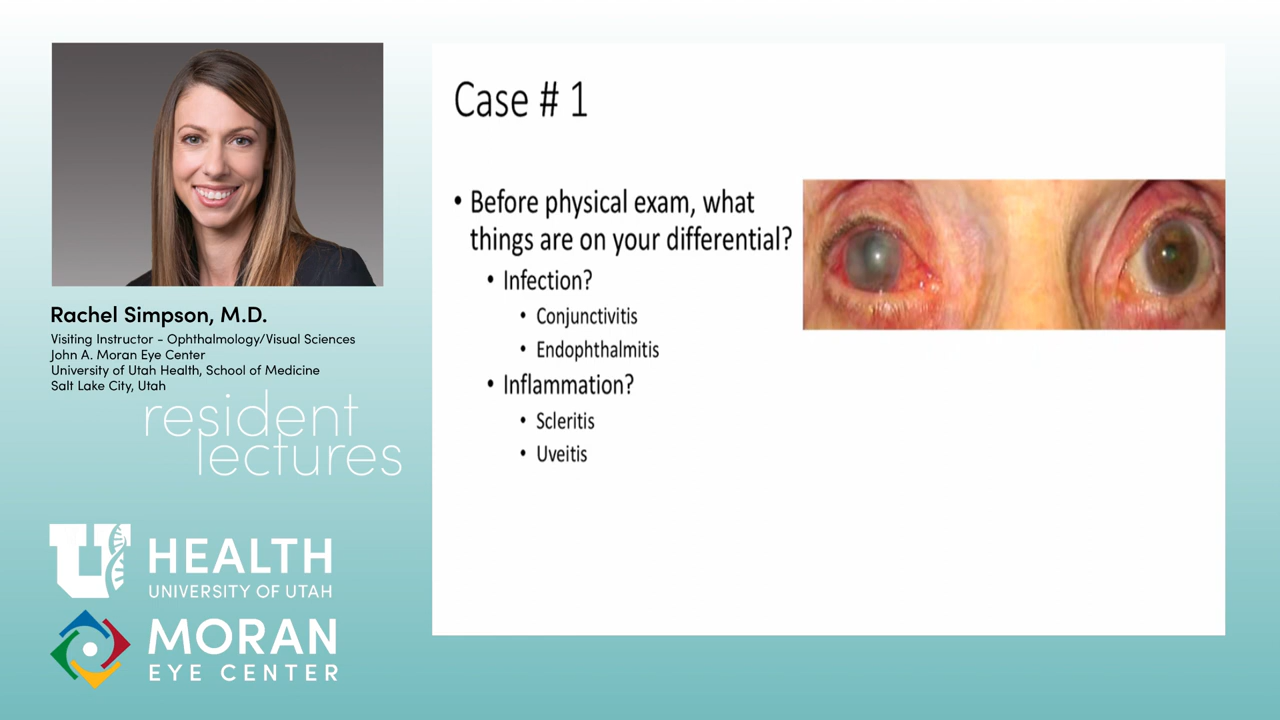 Case # 1
• Before physical exam, what
things are on your differential?
• Infection?
• Conjunctivitis
• Endophthalmitis
• Inflammation?
• Scleritis
• Uveitis
Rachel Simpson, M.D.
Visiting Instructor - Ophthalmology/Visual Sciences
John A. Moran Eye Center
University of Utah Health, School of Medicine
Salt Lake City, Utah
resident
lectures
U HEALTH
UNIVERSITY OF UTAH
MORAN
EYE CENTER